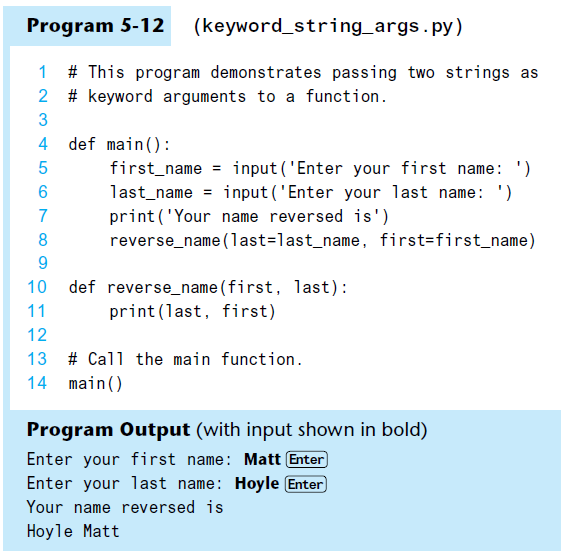 Program 5-12 (keyword_string_args.py)
1 # This program demonstrates passing two strings as
2 # keyword arguments to a function.
3
4 def main():
5     first_name = input('Enter your first name: ')
6     last_name = input('Enter your last name: ')
7     print('Your name reversed is')
8     reverse_name(last=last_name, first=first_name)
9
10 def reverse_name(first, last):
11     print(last, first)
12
13 # Call the main function.
14 main()
Program Output (with input shown in bold)
Enter your first name: Matt Enter
Enter your last name: Hoyle Enter
Your name reversed is
Hoyle Matt